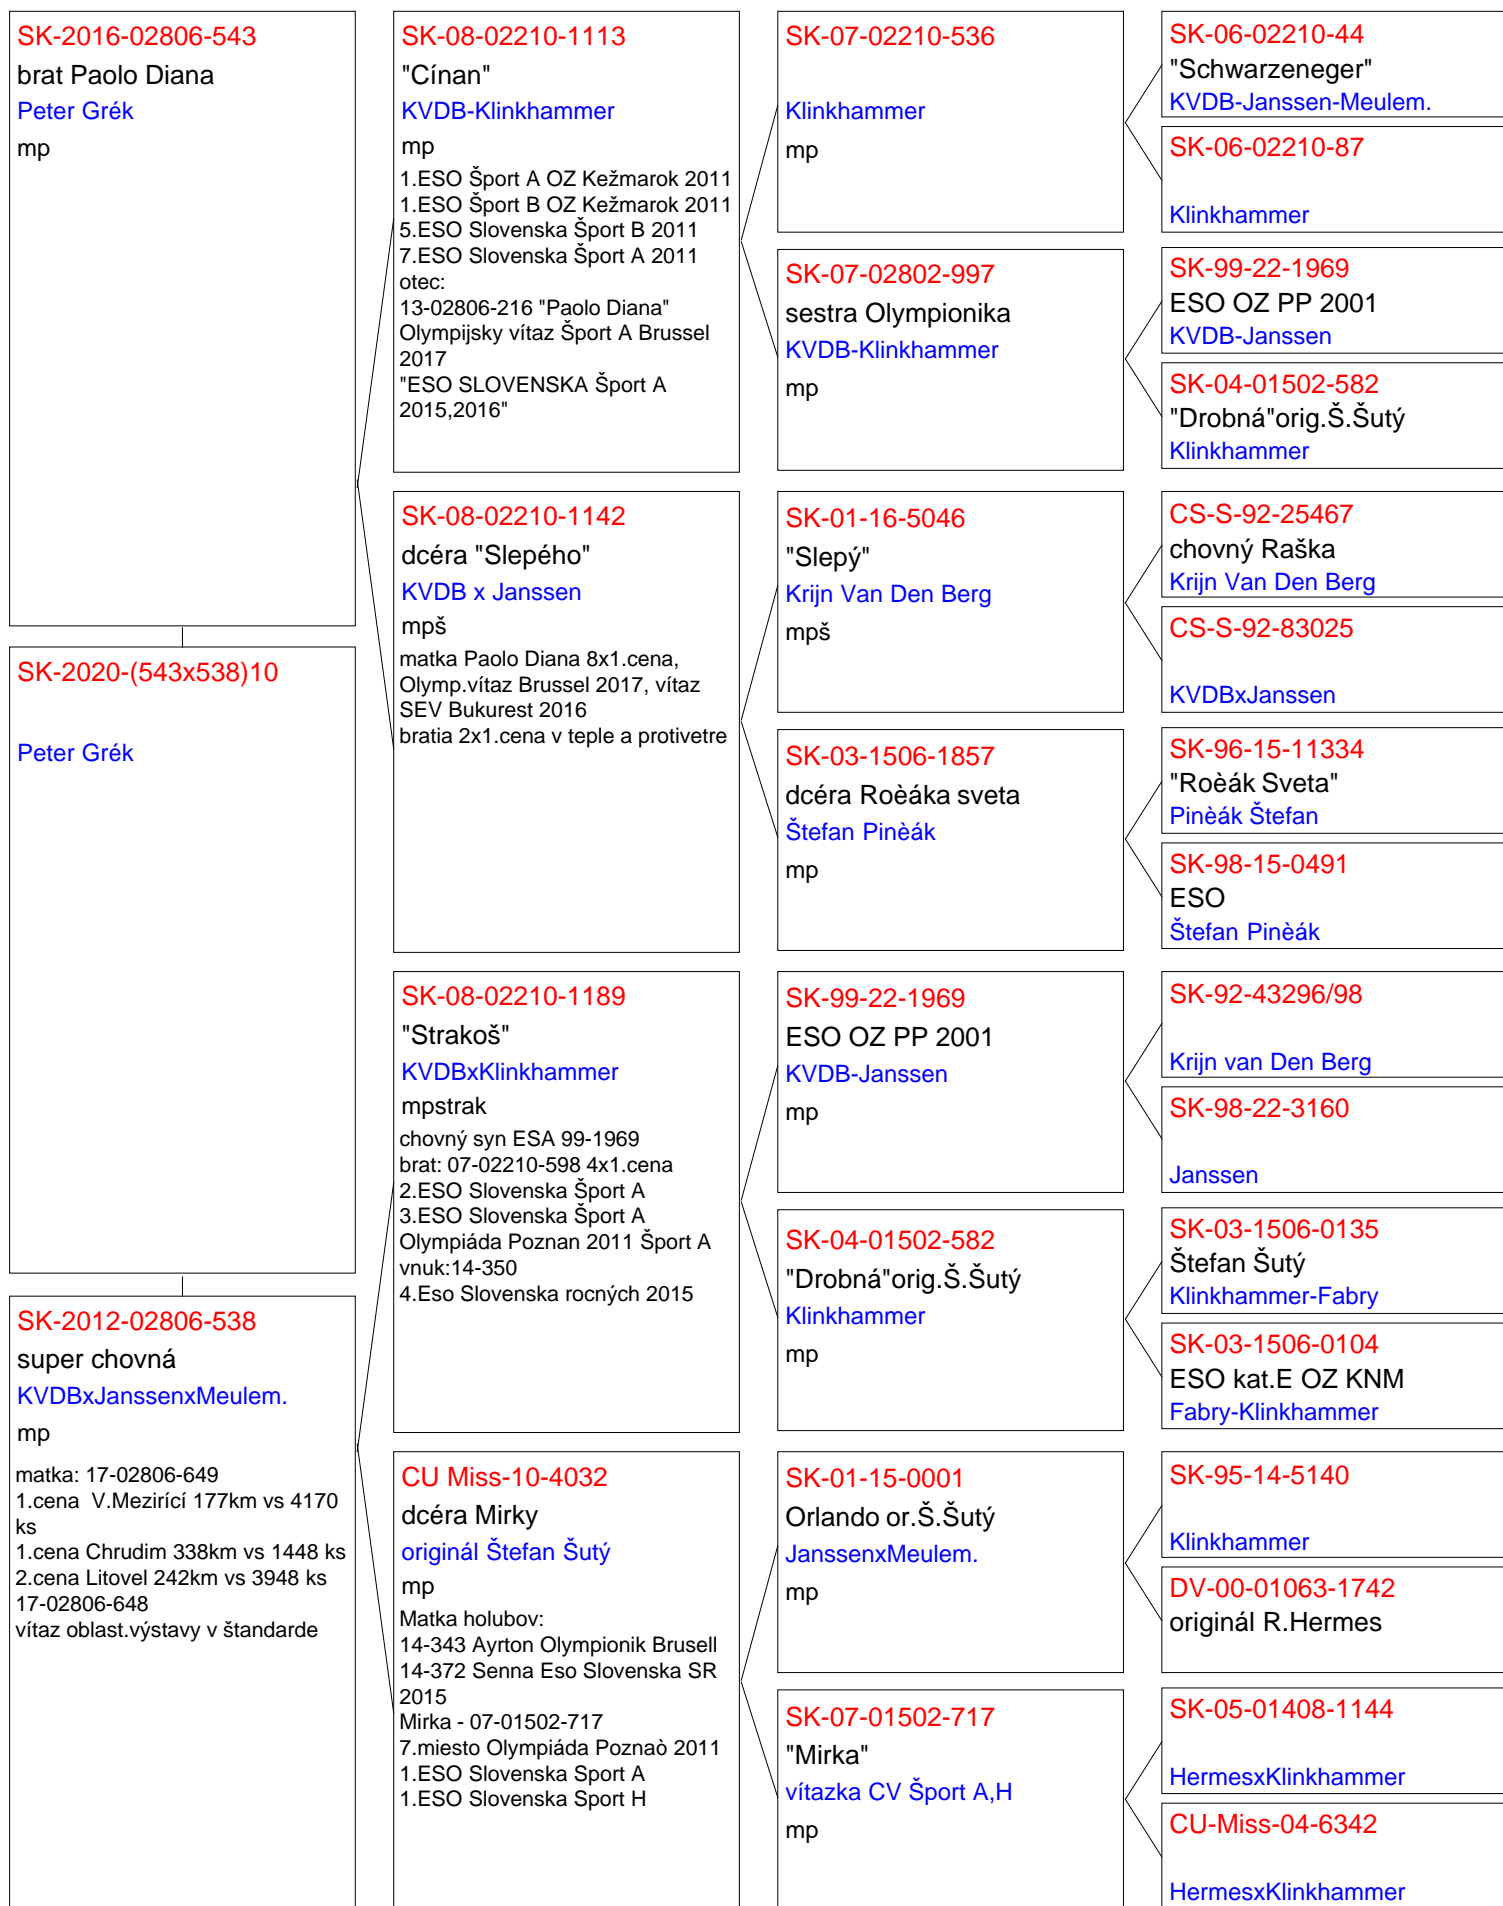 SK-2016-02806-543
brat Paolo Diana
Peter Grék
mp
SK-2020-(543x538)10
Peter Grék
SK-2012-02806-538
super chovná
KVDBxJanssenxMeulem.
mp
matka: 17-02806-649
1.cena  V.Mezirící 177km vs 4170
ks
1.cena Chrudim 338km vs 1448 ks
2.cena Litovel 242km vs 3948 ks
17-02806-648
vítaz oblast.výstavy v štandarde
SK-08-02210-1113
"Cínan"
KVDB-Klinkhammer
mp
1.ESO Šport A OZ Kežmarok 2011
1.ESO Šport B OZ Kežmarok 2011
5.ESO Slovenska Šport B 2011
7.ESO Slovenska Šport A 2011
otec:
13-02806-216 "Paolo Diana"
Olympijsky vítaz Šport A Brussel
2017
"ESO SLOVENSKA Šport A
2015,2016"
SK-08-02210-1142
dcéra "Slepého"
KVDB x Janssen
mpš
matka Paolo Diana 8x1.cena,
Olymp.vítaz Brussel 2017, vítaz
SEV Bukurest 2016
bratia 2x1.cena v teple a protivetre
SK-08-02210-1189
"Strakoš"
KVDBxKlinkhammer
mpstrak
chovný syn ESA 99-1969
brat: 07-02210-598 4x1.cena
2.ESO Slovenska Šport A
3.ESO Slovenska Šport A
Olympiáda Poznan 2011 Šport A
vnuk:14-350
4.Eso Slovenska rocných 2015
CU Miss-10-4032
dcéra Mirky
originál Štefan Šutý
mp
Matka holubov:
14-343 Ayrton Olympionik Brusell
14-372 Senna Eso Slovenska SR
2015
Mirka - 07-01502-717
7.miesto Olympiáda Poznaò 2011
1.ESO Slovenska Sport A
1.ESO Slovenska Sport H
SK-07-02210-536
Klinkhammer
mp
SK-07-02802-997
sestra Olympionika
KVDB-Klinkhammer
mp
SK-01-16-5046
"Slepý"
Krijn Van Den Berg
mpš
SK-03-1506-1857
dcéra Roèáka sveta
Štefan Pinèák
mp
SK-99-22-1969
ESO OZ PP 2001
KVDB-Janssen
mp
SK-04-01502-582
"Drobná"orig.Š.Šutý
Klinkhammer
mp
SK-01-15-0001
Orlando or.Š.Šutý
JanssenxMeulem.
mp
SK-07-01502-717
"Mirka"
vítazka CV Šport A,H
mp
SK-06-02210-44
"Schwarzeneger"
KVDB-Janssen-Meulem.
SK-06-02210-87
Klinkhammer
SK-99-22-1969
ESO OZ PP 2001
KVDB-Janssen
SK-04-01502-582
"Drobná"orig.Š.Šutý
Klinkhammer
CS-S-92-25467
chovný Raška
Krijn Van Den Berg
CS-S-92-83025
KVDBxJanssen
SK-96-15-11334
"Roèák Sveta"
Pinèák Štefan
SK-98-15-0491
ESO
Štefan Pinèák
SK-92-43296/98
Krijn van Den Berg
SK-98-22-3160
Janssen
SK-03-1506-0135
Štefan Šutý
Klinkhammer-Fabry
SK-03-1506-0104
ESO kat.E OZ KNM
Fabry-Klinkhammer
SK-95-14-5140
Klinkhammer
DV-00-01063-1742
originál R.Hermes
SK-05-01408-1144
HermesxKlinkhammer
CU-Miss-04-6342
HermesxKlinkhammer